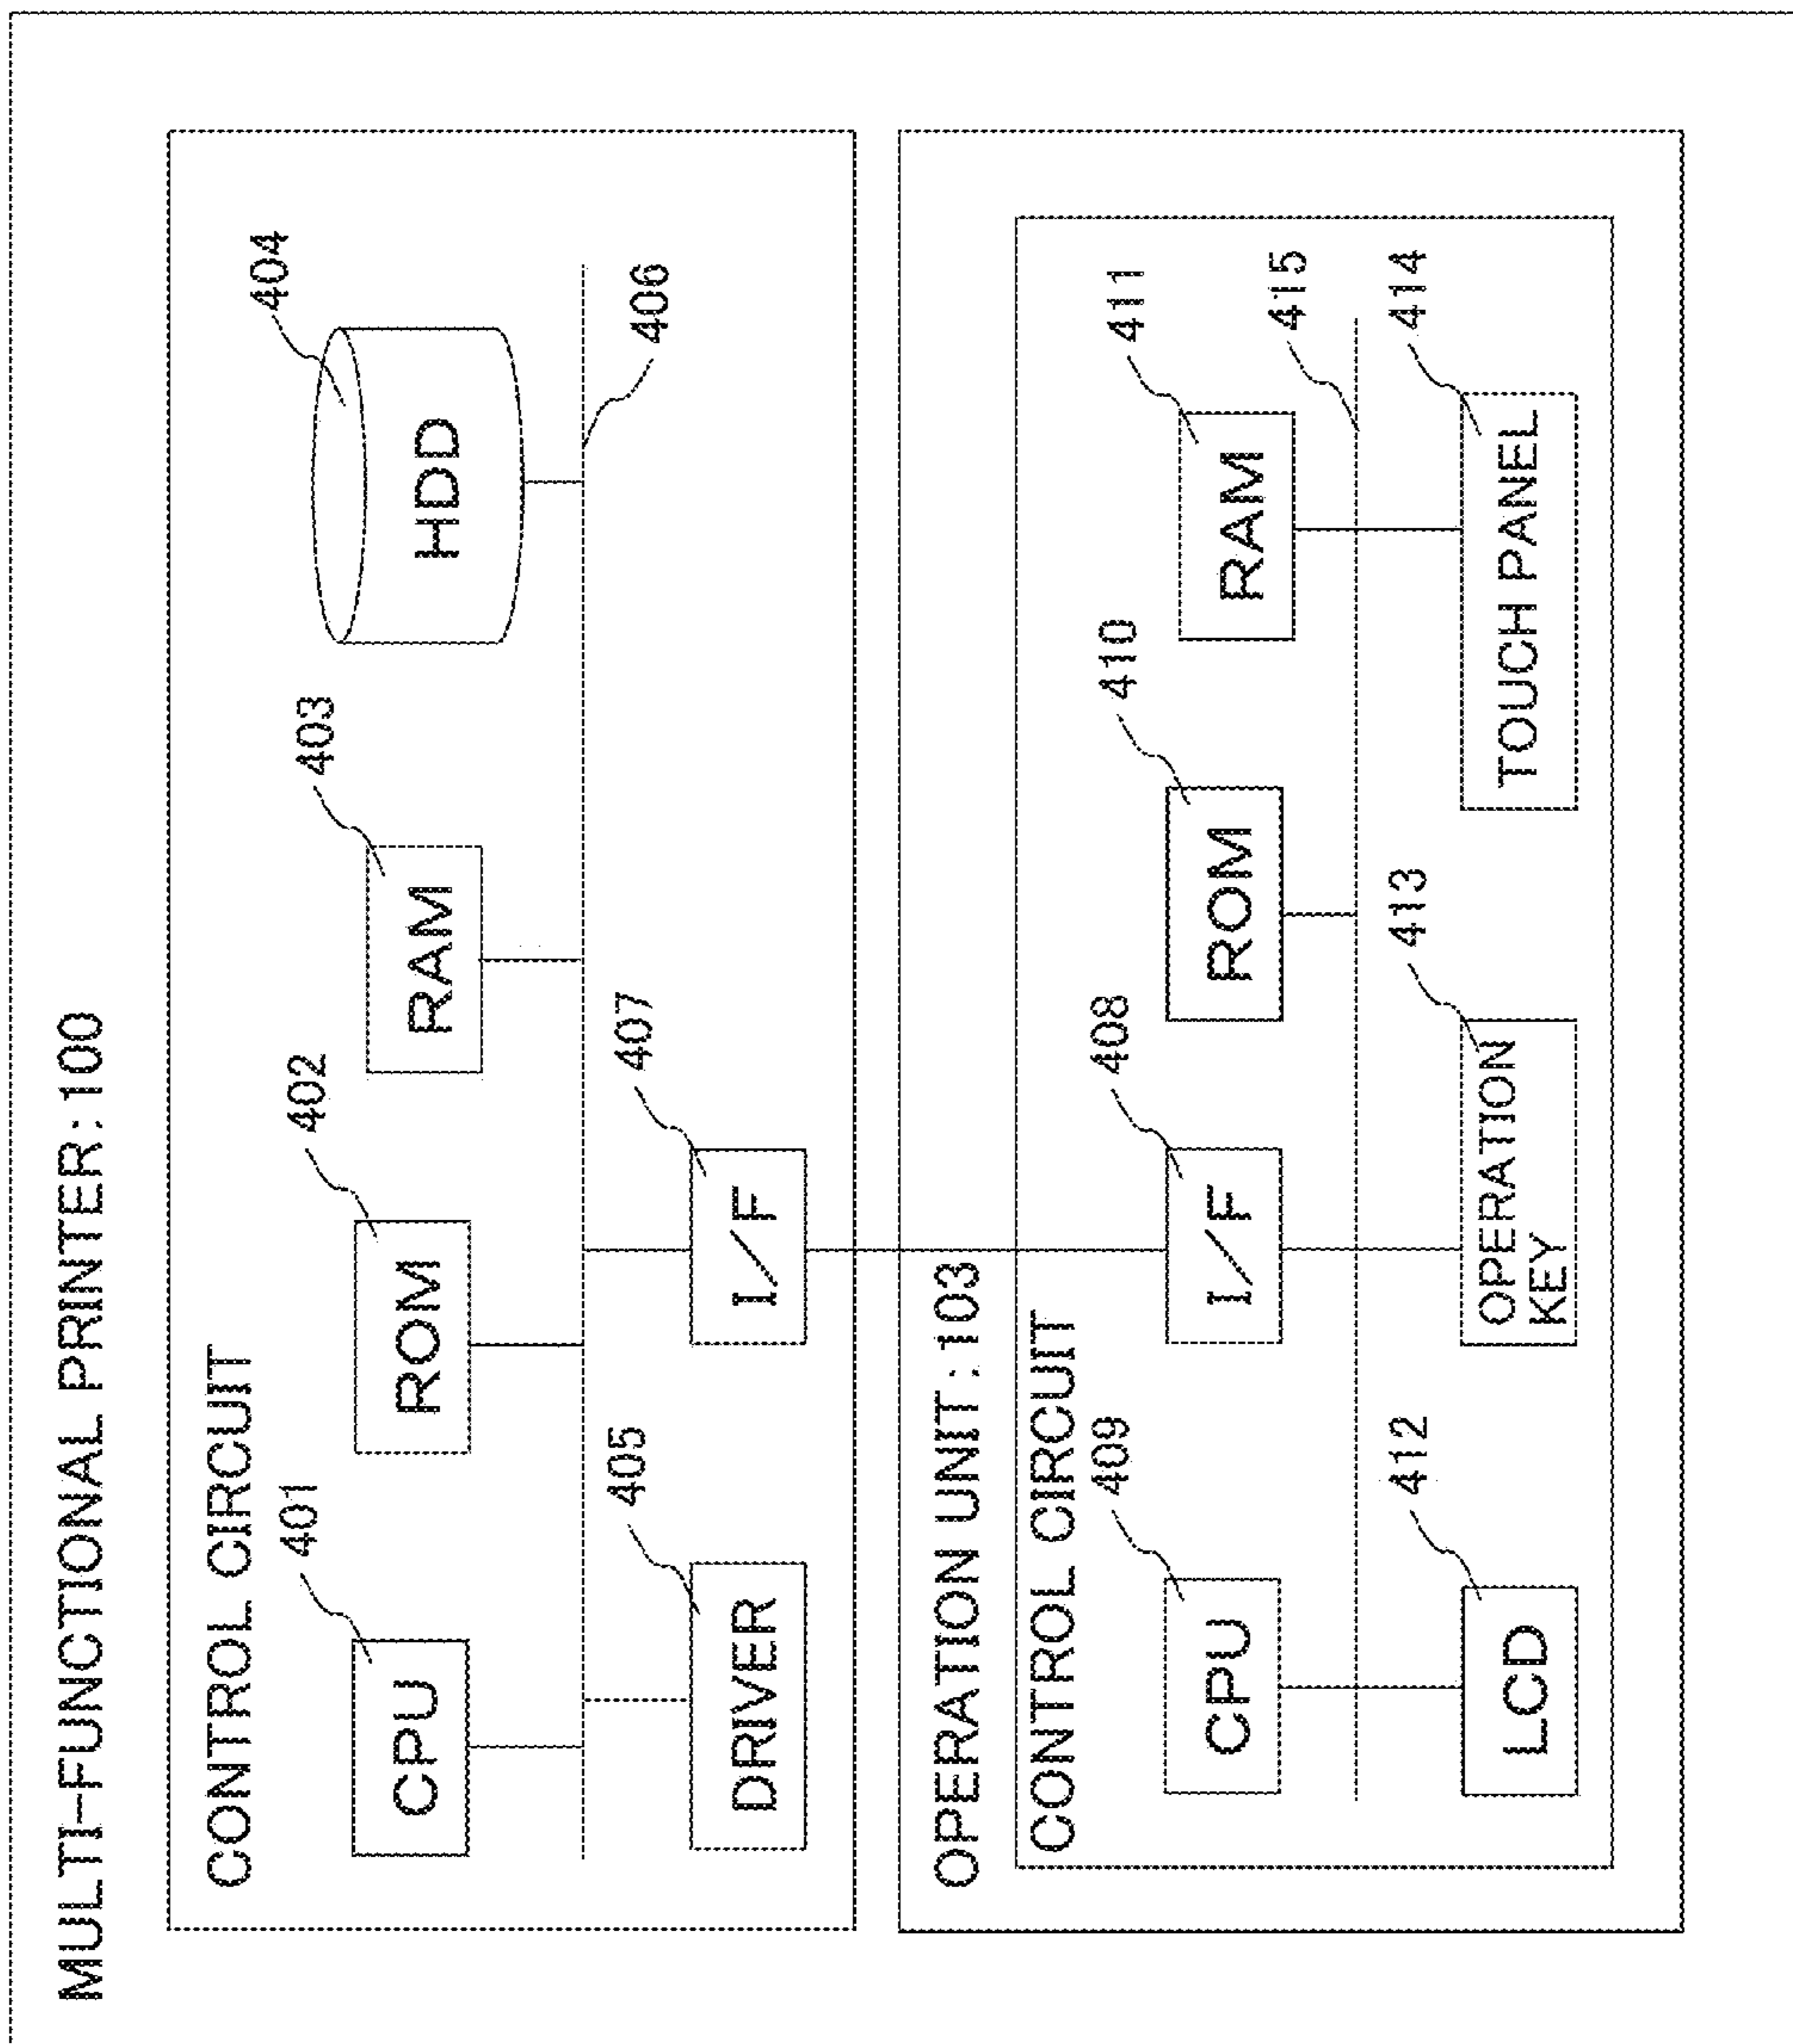 MULTI-FUNCTIONAL PRINTER:100
CONTROL CIRCUIT
401
402
403
404
CPU
ROM
RAM
HDD
406
405
407
DRIVER
I/F
OPERATION UNIT:103
CONTROL CIRCUIT
409
408
410
411
CPU
I/F
ROM
RAM
415
412
413
414
LCD
OPERATION
KEY
TOUCH PANEL